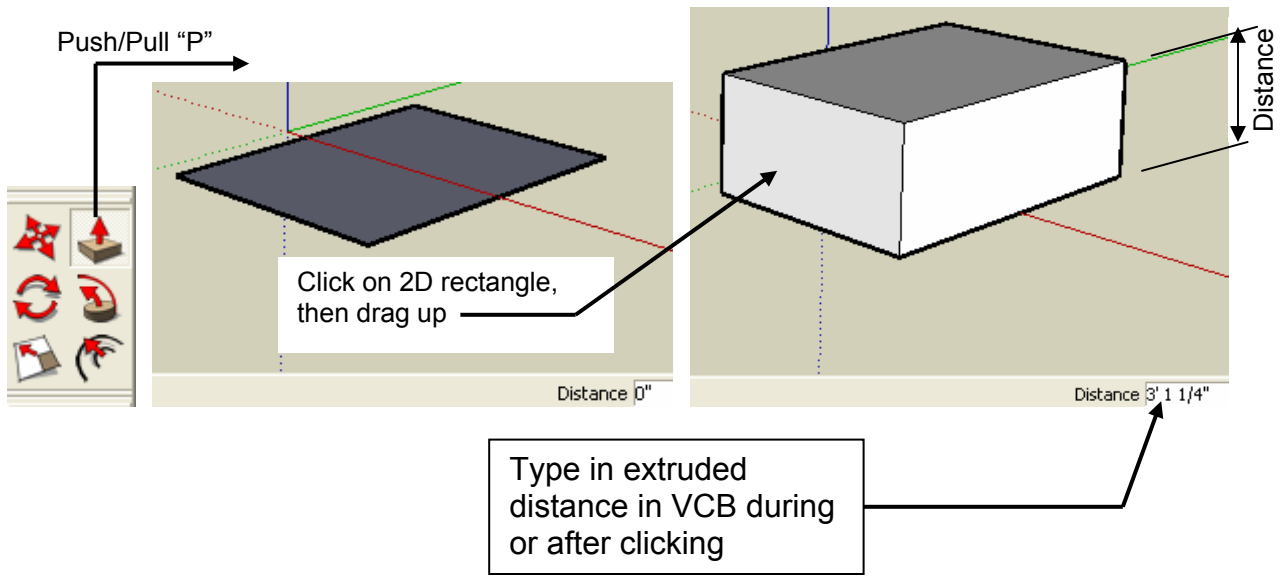 Push/Pull “P”
Distance
Click on 2D rectangle,
then drag up
Distance 0"
Distance 3' 1 1/4"
Type in extruded
distance in VCB during
or after clicking